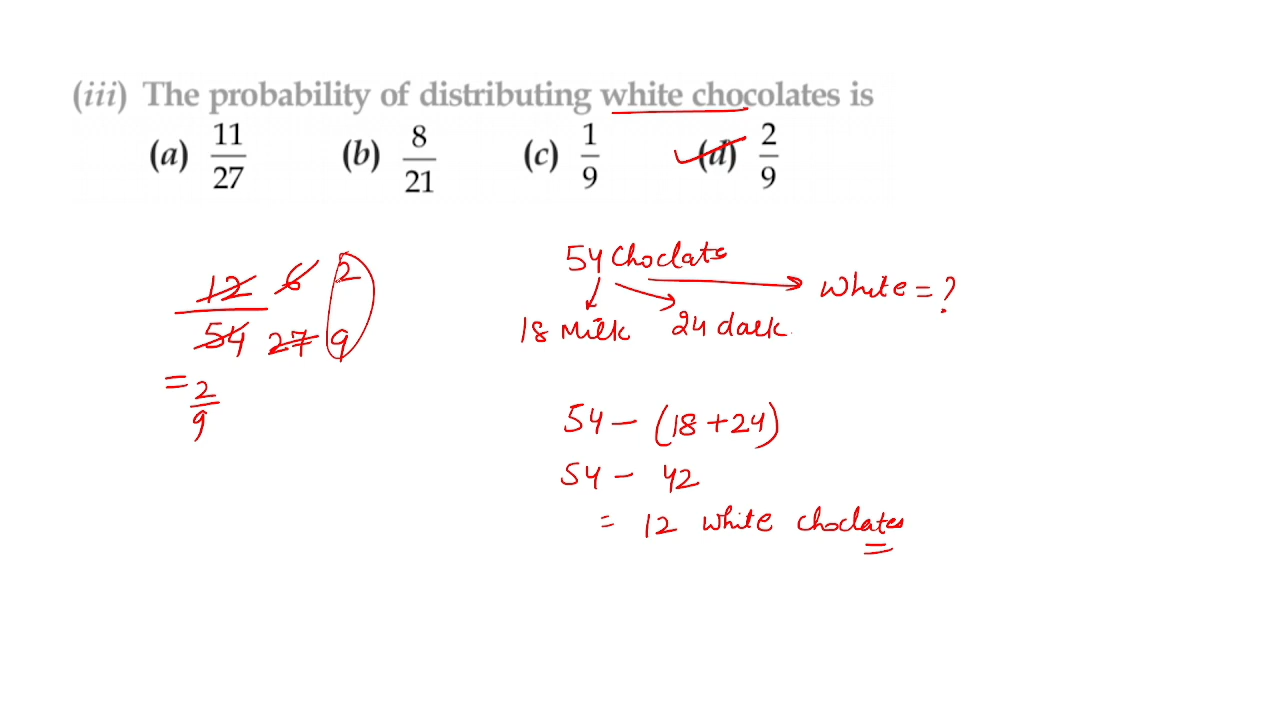 (iii) The probability of distributing white chocolates is
(a) 11/27 (b) 8/21 (c) 1/9 (d) 2/9
54 Choclate
18 Milk 24 dark white = ?
12 6 2
54 27 9
= 2/9
54 - (18 + 24)
54 - 42
= 12 white choclates